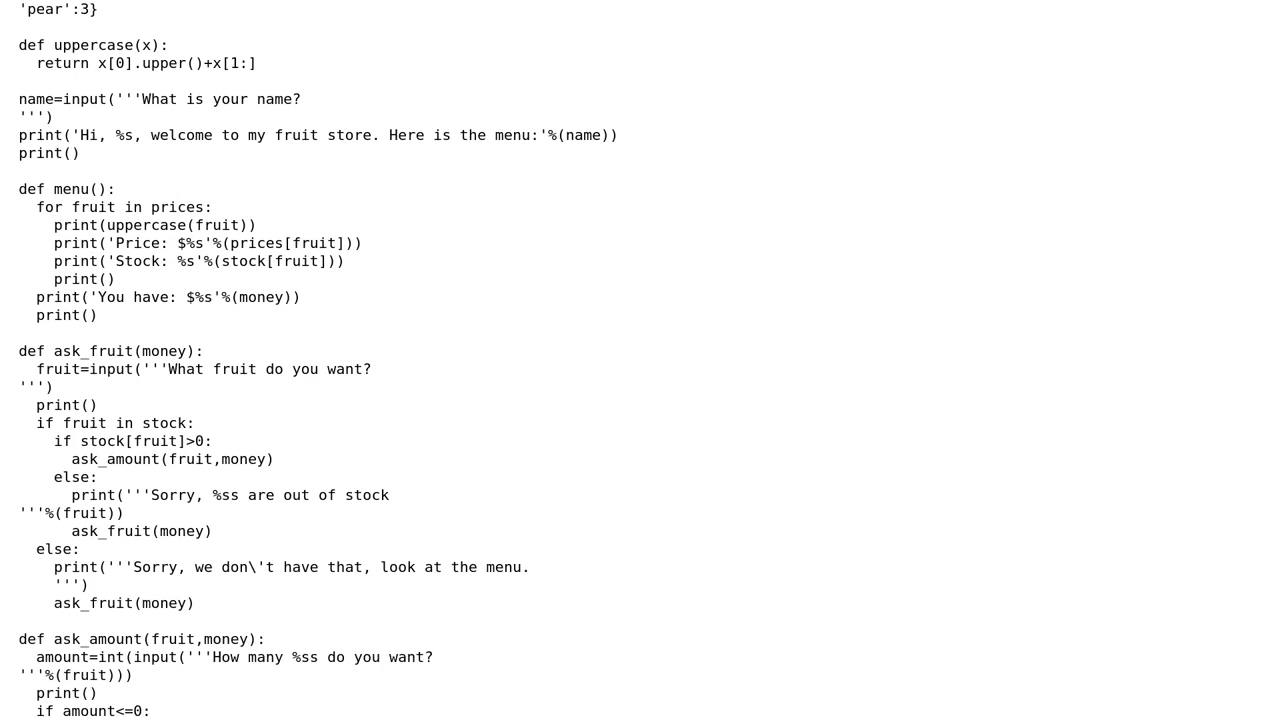 'pear':3}

def uppercase(x):
  return x[0].upper()+x[1:]

name=input('''What is your name?
''')
print('Hi, %s, welcome to my fruit store. Here is the menu:'%(name))
print()

def menu():
  for fruit in prices:
    print(uppercase(fruit))
    print('Price: $%s'%(prices[fruit]))
    print('Stock: %s'%(stock[fruit]))
    print()
  print('You have: $%s'%(money))
  print()

def ask_fruit(money):
  fruit=input('''What fruit do you want?
''')
  print()
  if fruit in stock:
    if stock[fruit]>0:
      ask_amount(fruit,money)
    else:
      print('''Sorry, %ss are out of stock
'''%(fruit))
      ask_fruit(money)
  else:
    print('''Sorry, we don\'t have that, look at the menu.
    ''')
    ask_fruit(money)

def ask_amount(fruit,money):
  amount=int(input('''How many %ss do you want?
'''%(fruit)))
  print()
  if amount<=0: